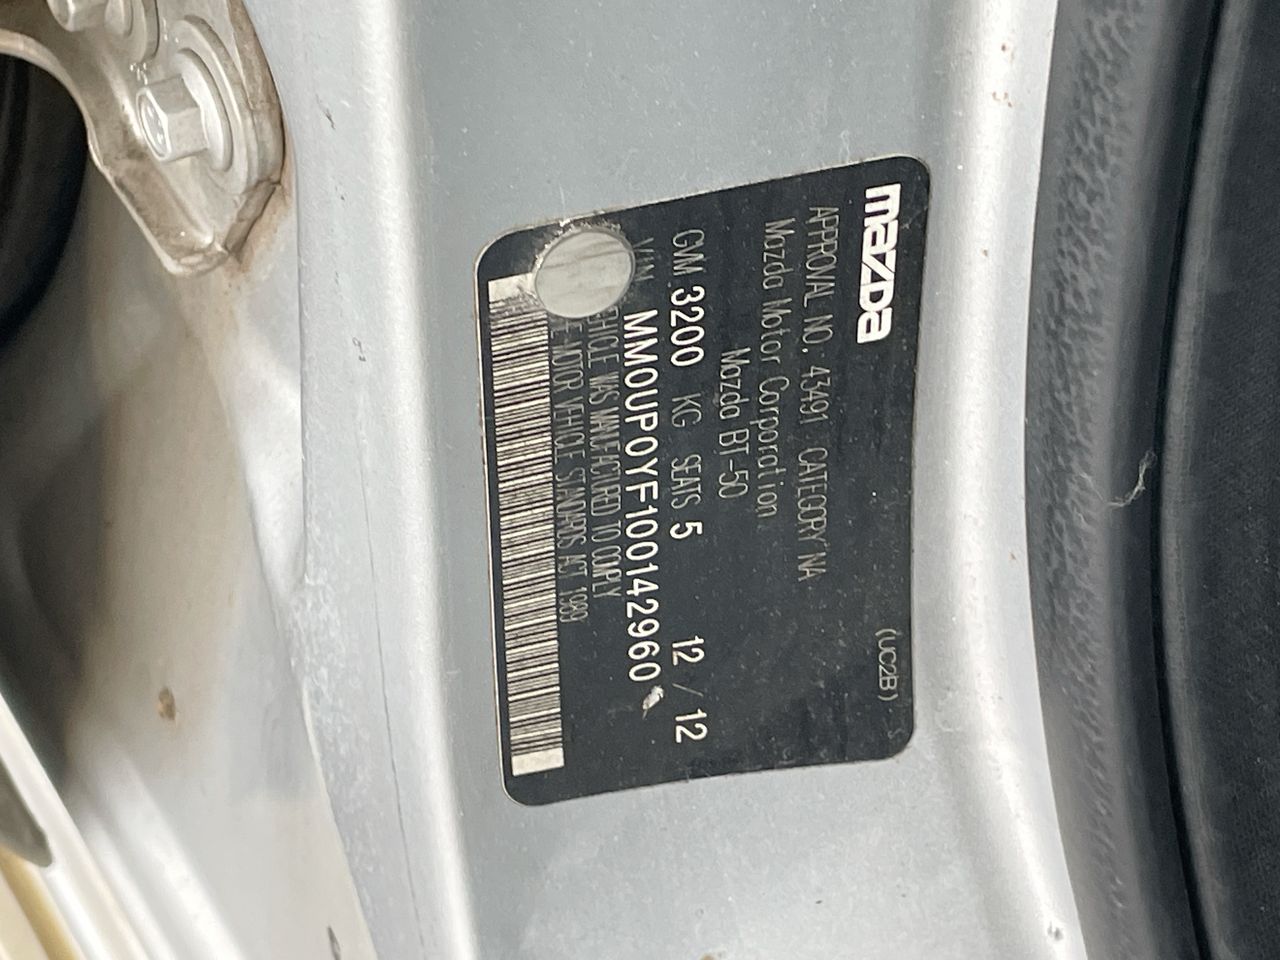 mazda (UC2B)
APPROVAL NO. 43491 CATEGORY NA
Mazda Motor Corporation
Mazda BT-50
GVM 3200 KG SEATS 5 12 / 12
VIN MM0UP0YF100142960
VEHICLE WAS MANUFACTURED TO COMPLY
MOTOR VEHICLE STANDARDS ACT 1989